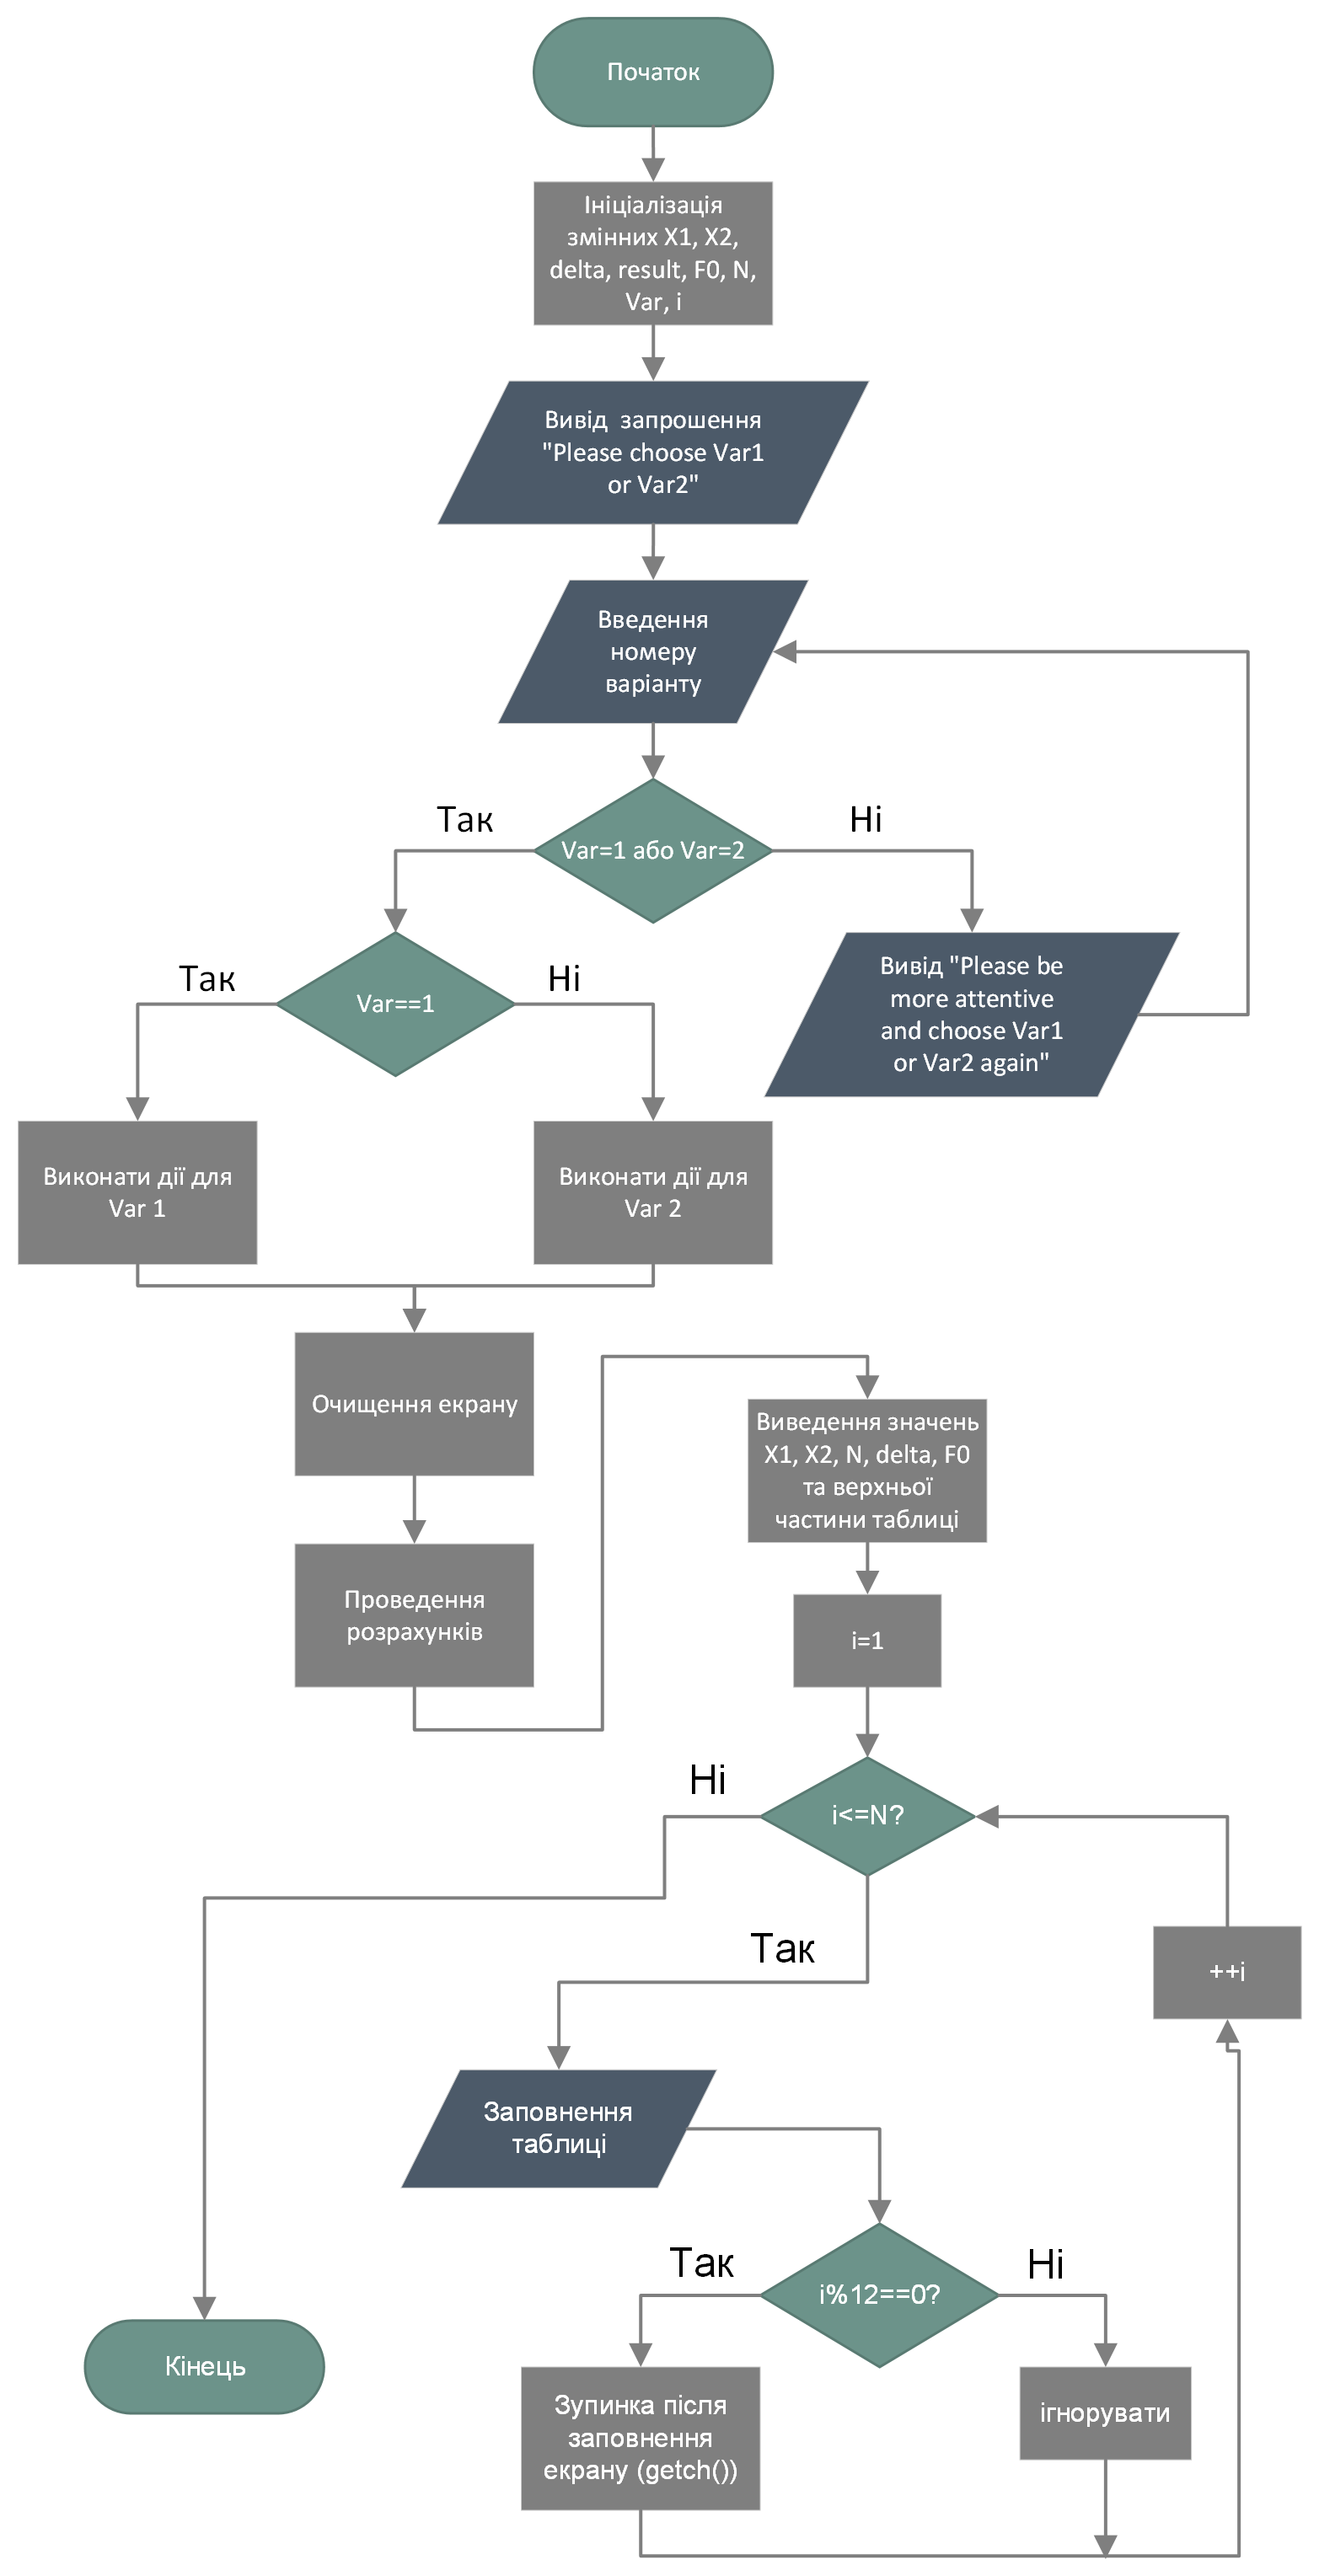 Початок
Ініціалізація
змінних X1, X2,
delta, result, F0, N,
Var, i
Вивід запрошення
"Please choose Var1
or Var2"
Введення
номеру
варіанту
Так
Ні
Var=1 або Var=2
Так
Ні
Var==1
Вивід "Please be
more attentive
and choose Var1
or Var2 again"
Виконати дії для
Var 1
Виконати дії для
Var 2
Очищення екрану
Виведення значень
X1, X2, N, delta, F0
та верхньої
частини таблиці
Проведення
розрахунків
i=1
Ні
i<=N?
Так
++i
Заповнення
таблиці
Так
Ні
i%12==0?
Кінець
Зупинка після
заповнення
екрану (getch())
ігнорувати